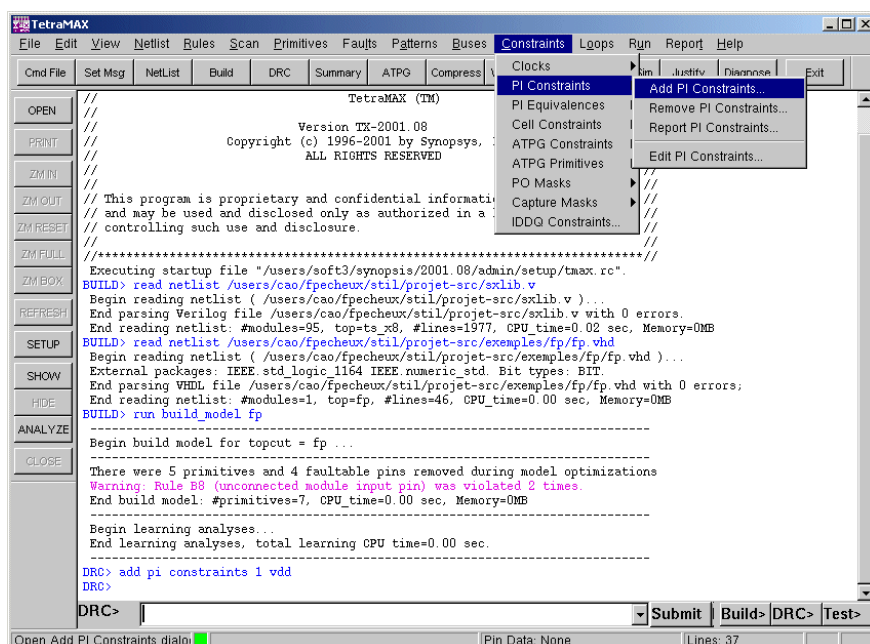 TetraMAX
File Edit View Netlist Rules Scan Primitives Faults Patterns Buses Constraints Loops Run Report Help
Cmd File Set Msg NetList Build DRC Summary ATPG Compress Sim Justify Diagnose Exit
Clocks
PI Constraints
PI Equivalences
Cell Constraints
ATPG Constraints
ATPG Primitives
PO Masks
Capture Masks
IDDQ Constraints...
Add PI Constraints...
Remove PI Constraints...
Report PI Constraints...
Edit PI Constraints...
OPEN
PRINT
ZM IN
ZM OUT
ZM RESET
ZM FULL
ZM BOX
REFRESH
SETUP
SHOW
HIDE
ANALYZE
CLOSE
// TetraMAX (TM)
//
// Version TX-2001.08
// Copyright (c) 1996-2001 by Synopsys,
// ALL RIGHTS RESERVED
// //
// //
// This program is proprietary and confidential //
// and may be used and disclosed only as authorized in a //
// controlling such use and disclosure. //
// //
//*************************************************************************//
Executing startup file "/users/soft3/synopsis/2001.08/admin/setup/tmax.rc".
BUILD> read netlist /users/cao/fpecheux/stil/projet-src/sxlib.v
Begin reading netlist ( /users/cao/fpecheux/stil/projet-src/sxlib.v )...
End parsing Verilog file /users/cao/fpecheux/stil/projet-src/sxlib.v with 0 errors.
End reading netlist: #modules=95, top=ts_x8, #lines=1977, CPU_time=0.02 sec, Memory=0MB
BUILD> read netlist /users/cao/fpecheux/stil/projet-src/exemples/fp/fp.vhd
Begin reading netlist ( /users/cao/fpecheux/stil/projet-src/exemples/fp/fp.vhd )...
External packages: IEEE.std_logic_1164 IEEE.numeric_std. Bit types: BIT.
End parsing VHDL file /users/cao/fpecheux/stil/projet-src/exemples/fp/fp.vhd with 0 errors;
End reading netlist: #modules=1, top=fp, #lines=46, CPU_time=0.00 sec, Memory=0MB
BUILD> run build_model fp
--------------------------------------------------------------------------
Begin build model for topcut = fp ...
--------------------------------------------------------------------------
There were 5 primitives and 4 faultable pins removed during model optimizations
Warning: Rule B8 (unconnected module input pin) was violated 2 times.
End build model: #primitives=7, CPU_time=0.00 sec, Memory=0MB
--------------------------------------------------------------------------
Begin learning analyses...
End learning analyses, total learning CPU time=0.00 sec.
--------------------------------------------------------------------------
DRC> add pi constraints 1 vdd
DRC>
DRC> Submit Build> DRC> Test>
Open Add PI Constraints dialo Pin Data: None Lines: 37